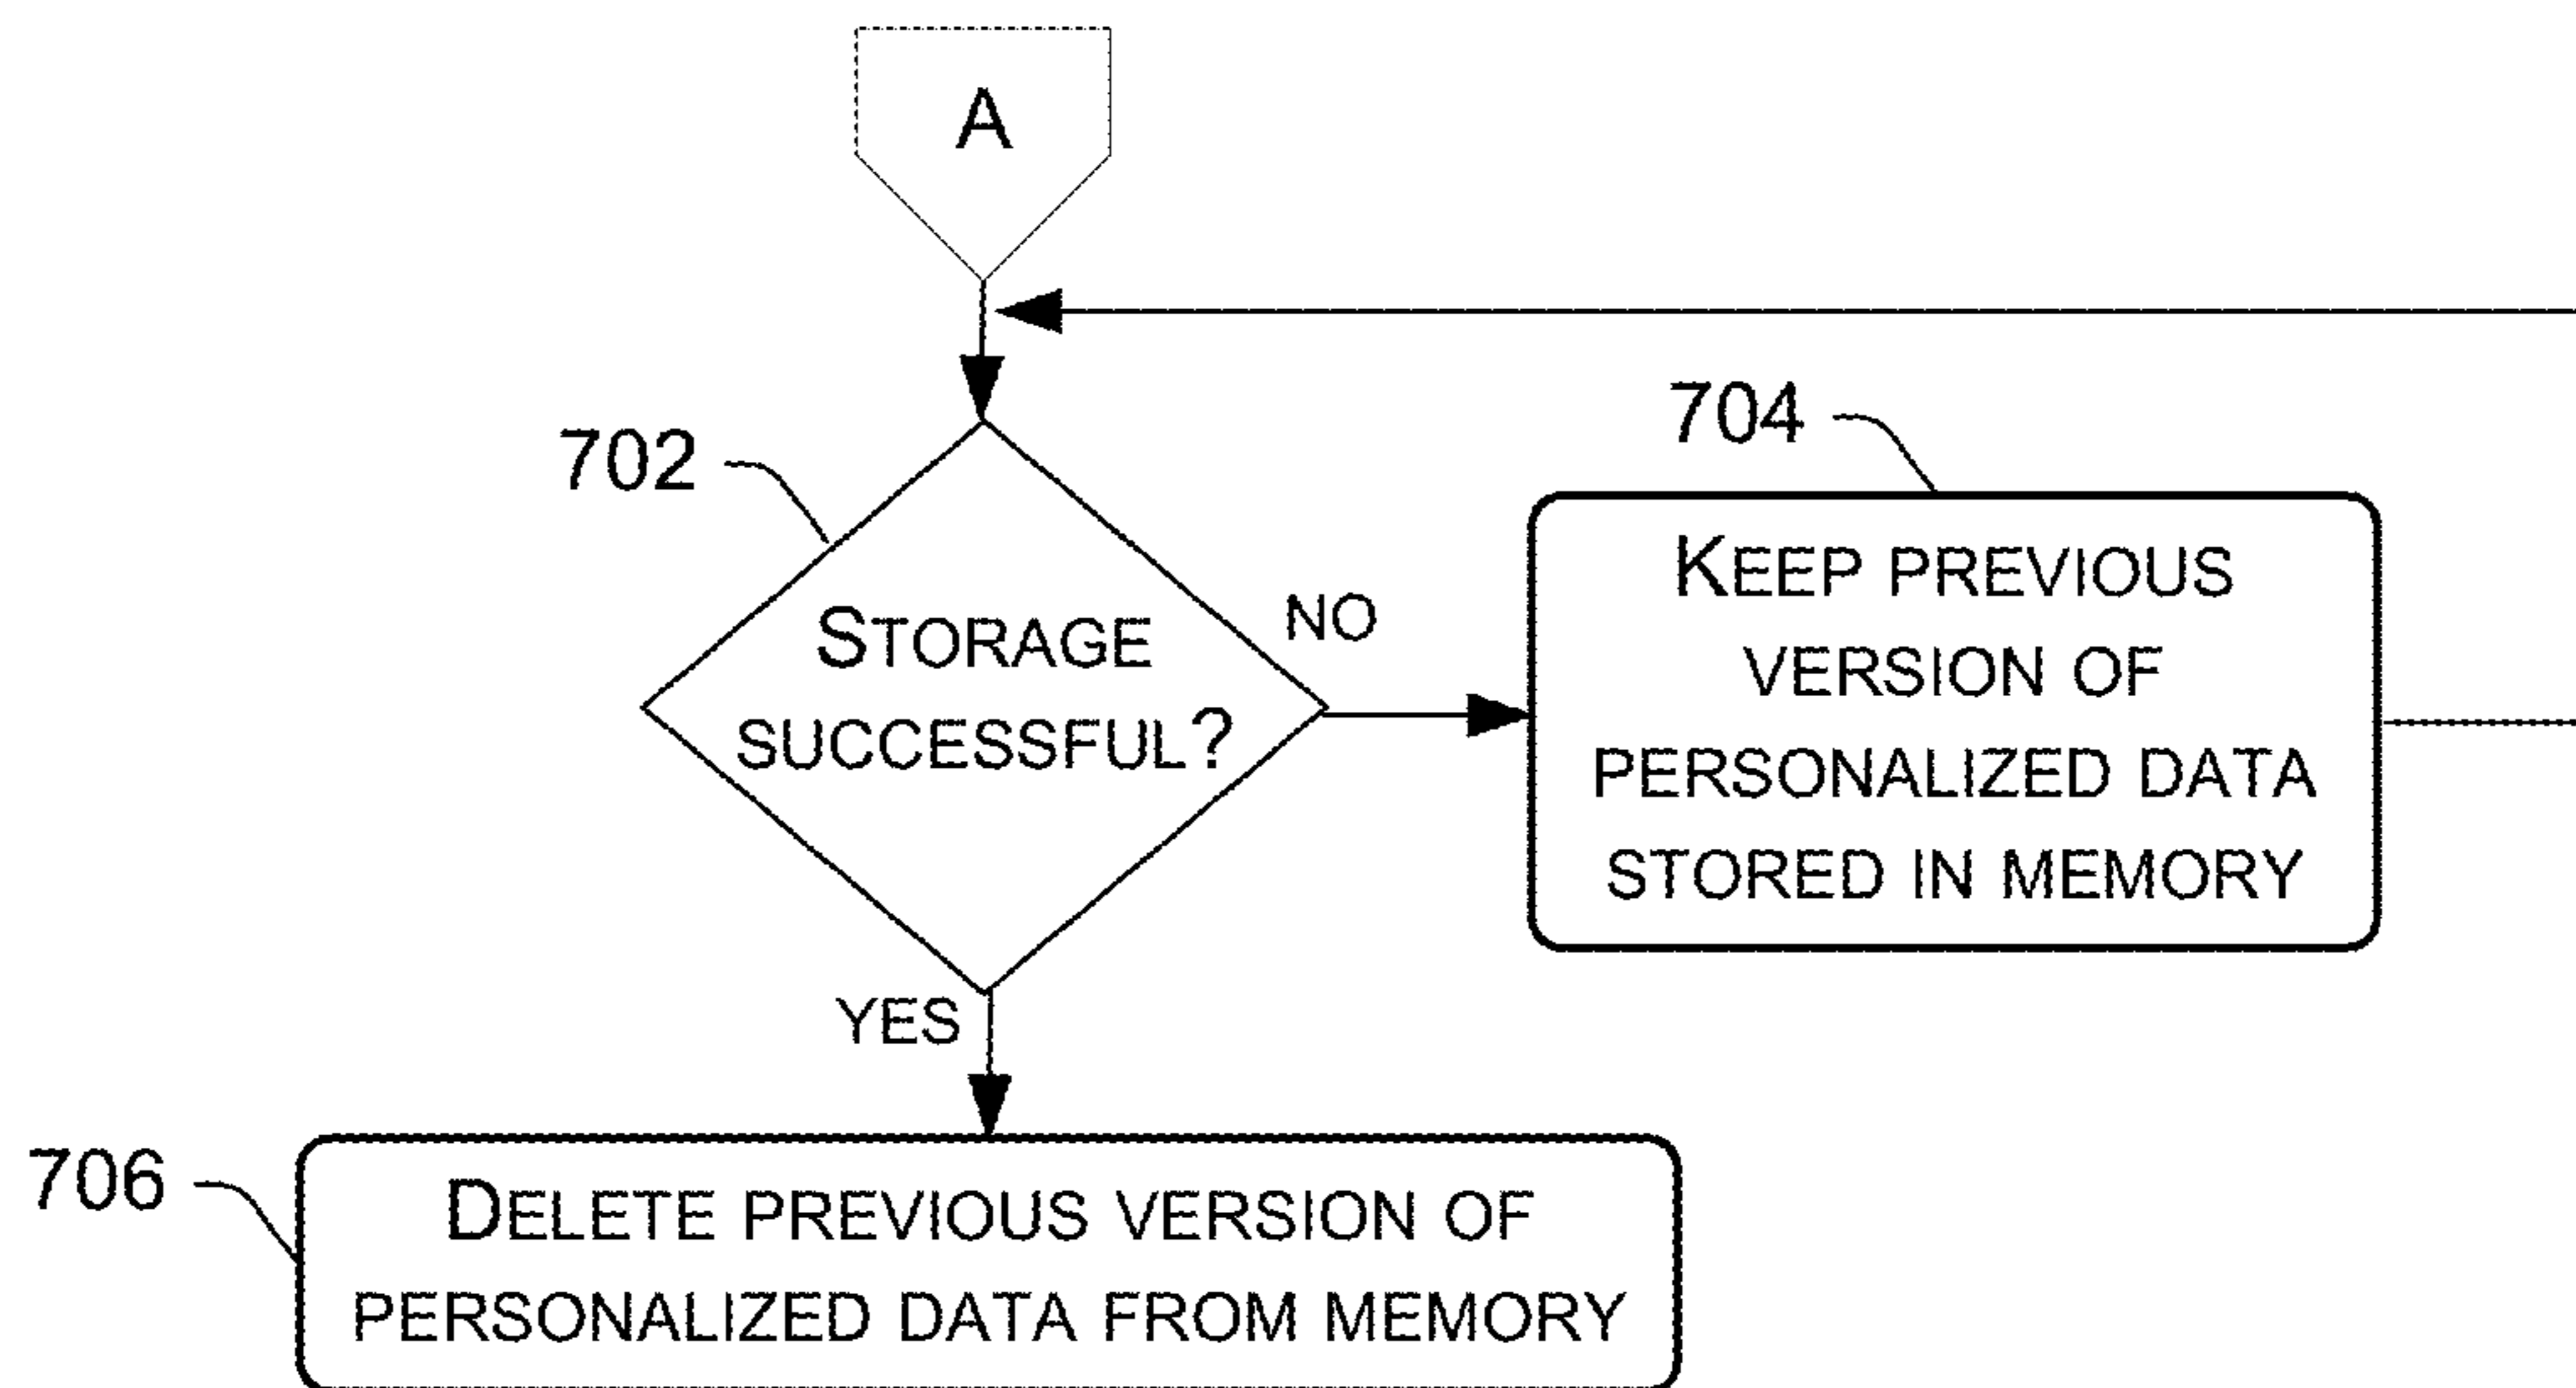 A
702
STORAGE
SUCCESSFUL?
NO
YES
704
KEEP PREVIOUS
VERSION OF
PERSONALIZED DATA
STORED IN MEMORY
706
DELETE PREVIOUS VERSION OF
PERSONALIZED DATA FROM MEMORY